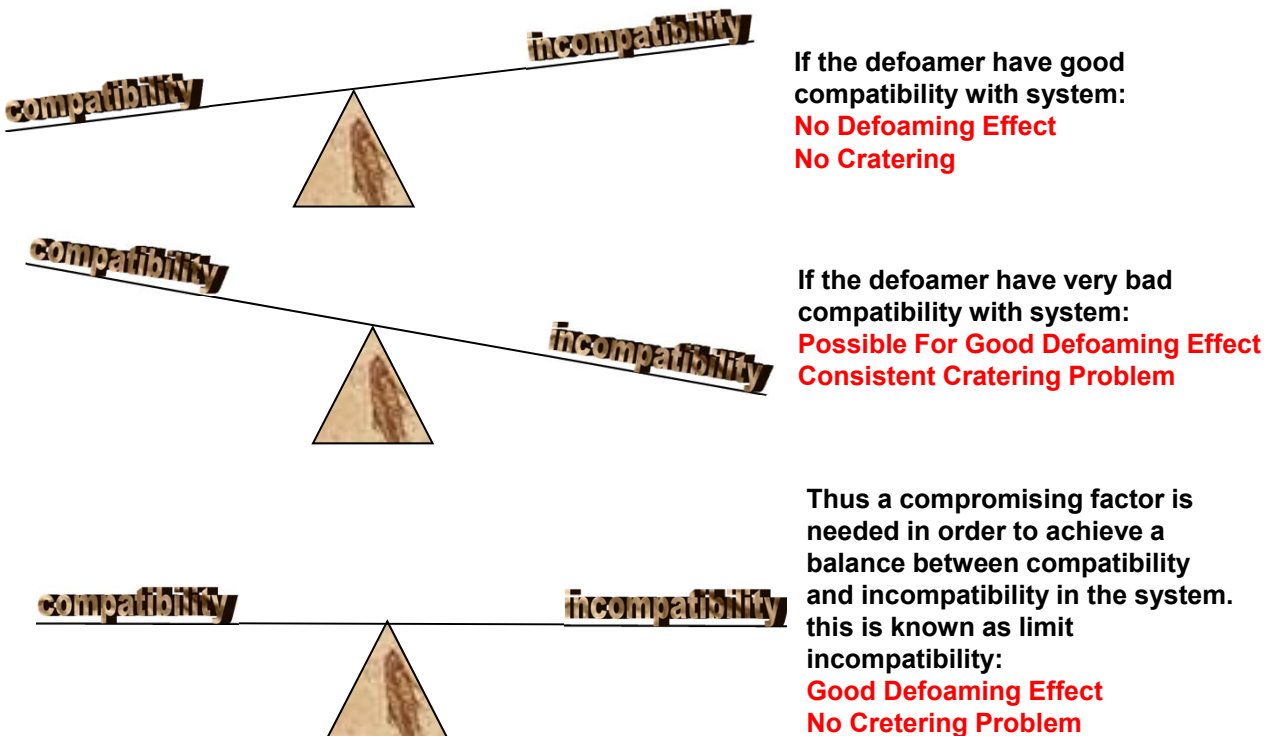 compatibility
incompatibility
If the defoamer have good
compatibility with system:
No Defoaming Effect
No Cratering
compatibility
incompatibility
If the defoamer have very bad
compatibility with system:
Possible For Good Defoaming Effect
Consistent Cratering Problem
compatibility
incompatibility
Thus a compromising factor is
needed in order to achieve a
balance between compatibility
and incompatibility in the system.
this is known as limit
incompatibility:
Good Defoaming Effect
No Cretering Problem